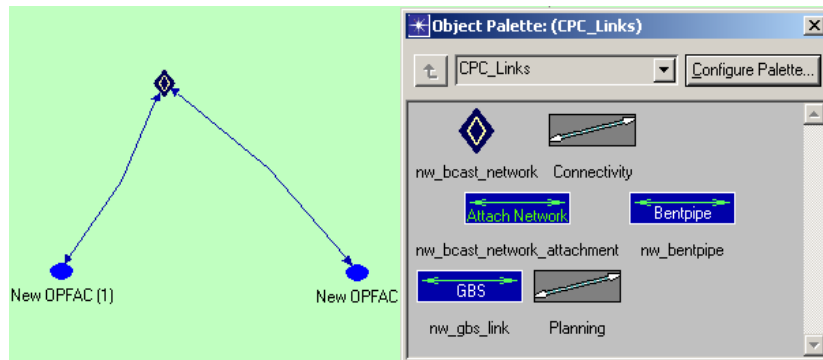 Object Palette: (CPC_Links)
CPC_Links
Configure Palette...
nw_bcast_network Connectivity
Attach Network Bentpipe
nw_bcast_network_attachment nw_bentpipe
GBS
nw_gbs_link Planning
New OPFAC (1)
New OPFAC